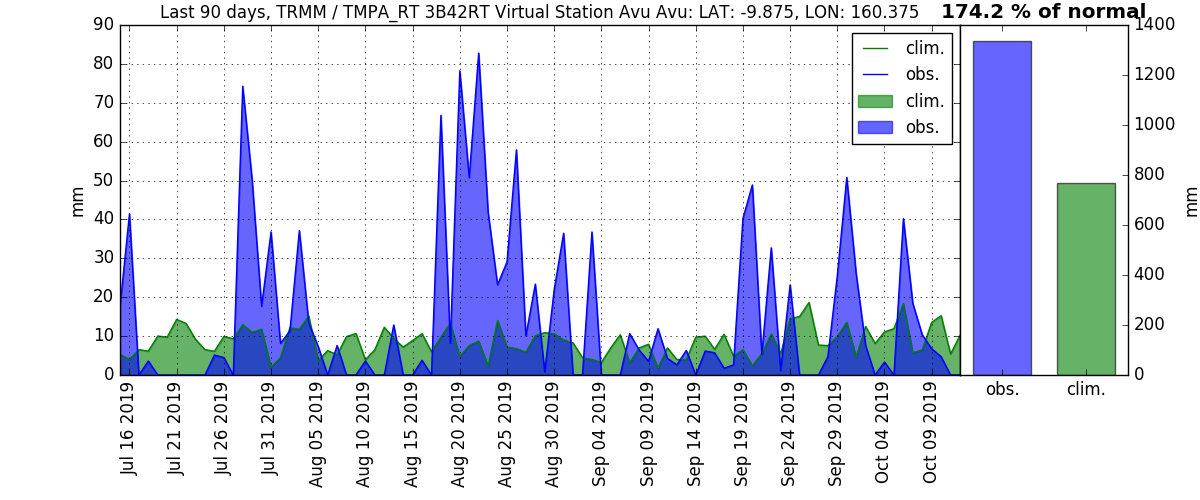 Last 90 days, TRMM / TMPA_RT 3B42RT Virtual Station Avu Avu: LAT: -9.875, LON: 160.375
174.2 % of normal
90
80
70
60
50
40
30
20
10
0
mm
clim.
obs.
clim.
obs.
Jul 16 2019
Jul 21 2019
Jul 26 2019
Jul 31 2019
Aug 05 2019
Aug 10 2019
Aug 15 2019
Aug 20 2019
Aug 25 2019
Aug 30 2019
Sep 04 2019
Sep 09 2019
Sep 14 2019
Sep 19 2019
Sep 24 2019
Sep 29 2019
Oct 04 2019
Oct 09 2019
1400
1200
1000
800
600
400
200
0
mm
obs.
clim.